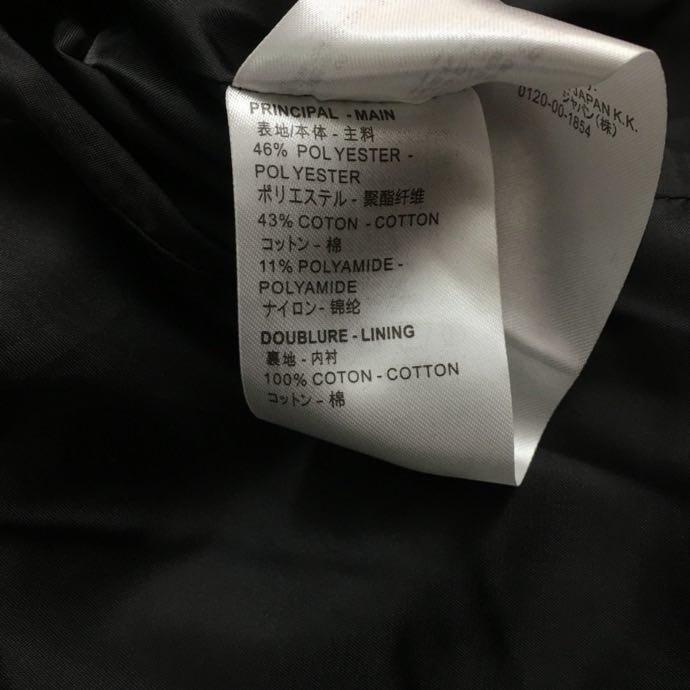 PRINCIPAL - MAIN
表地/本体 - 主料
46% POLYESTER -
POLYESTER
ポリエステル - 聚酯纤维
43% COTON - COTTON
コットン - 棉
11% POLYAMIDE -
POLYAMIDE
ナイロン - 锦纶
DOUBLURE - LINING
裏地 - 内衬
100% COTON - COTTON
コットン - 棉
JAPAN K.K.
ジャパン(株)
0120-00-1854